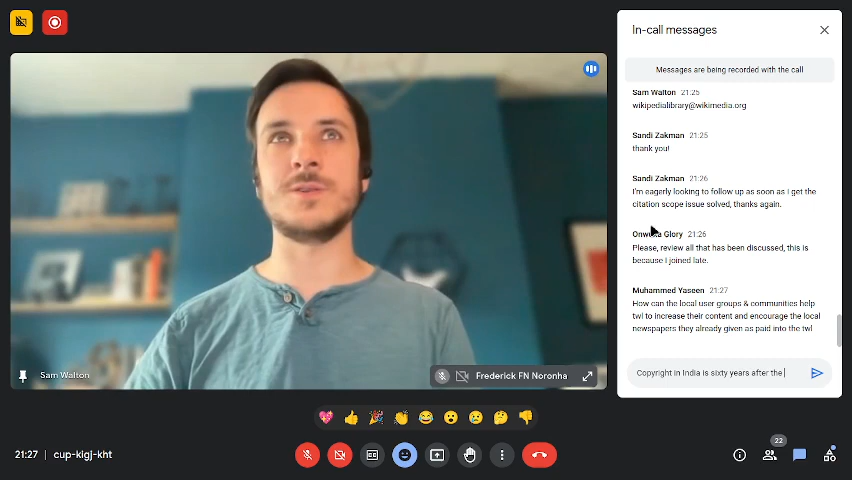 In-call messages
Messages are being recorded with the call
Sam Walton 21:25
wikipedialibrary@wikimedia.org
Sandi Zakman 21:25
thank you!
Sandi Zakman 21:26
I'm eagerly looking to follow up as soon as i get the
citation scope issue solved, thanks again.
Glory 21:26
Please, review all that has been discussed, this is
because I joined late.
Muhammed Yaseen 21:27
How can the local user groups & communities help
twl to increase their content and encourage the local
newspapers they already given as paid into the twl
Copyright in India is sixty years after the
Sam Walton
Frederick FN Noronha
21:27 | cup-kigj-kht
22